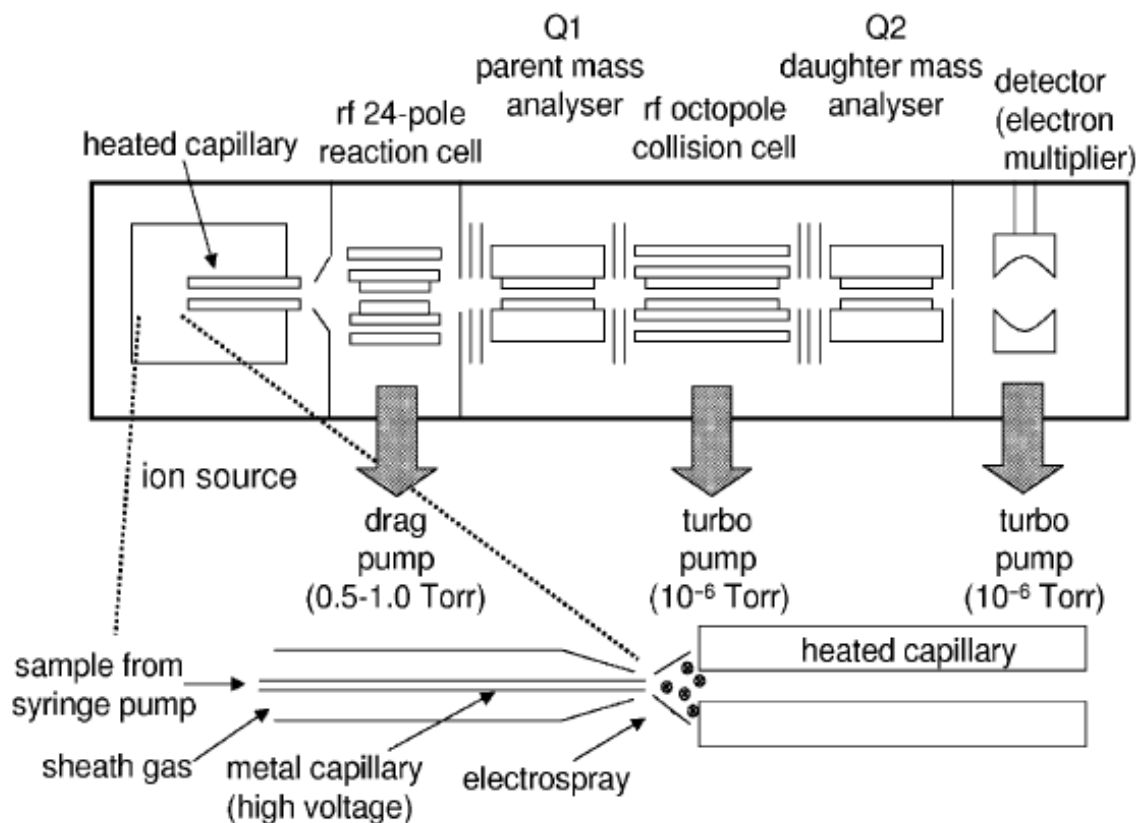 Q1
parent mass
analyser
Q2
daughter mass
analyser
detector
(electron
multiplier)
rf 24-pole
reaction cell
rf octopole
collision cell
heated capillary
ion source
drag
pump
(0.5-1.0 Torr)
turbo
pump
(10⁻⁶ Torr)
turbo
pump
(10⁻⁶ Torr)
sample from
syringe pump
heated capillary
sheath gas
metal capillary
(high voltage)
electrospray